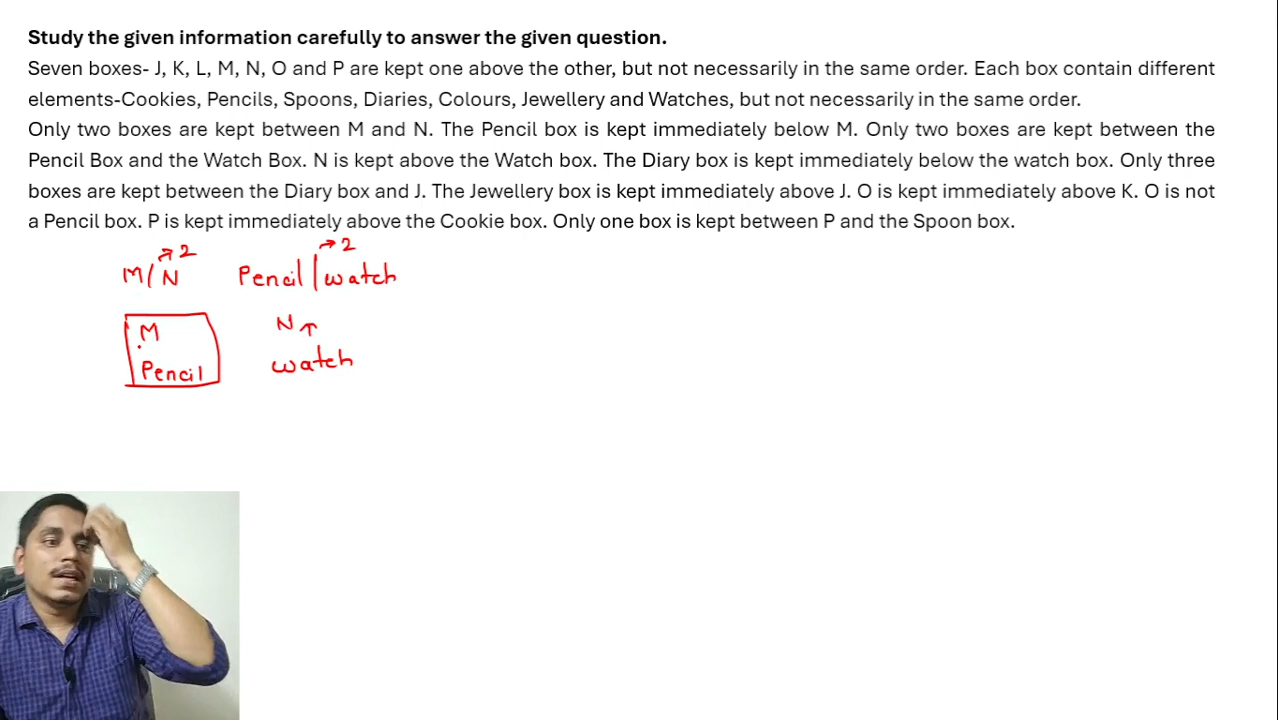 Study the given information carefully to answer the given question.
Seven boxes- J, K, L, M, N, O and P are kept one above the other, but not necessarily in the same order. Each box contain different
elements-Cookies, Pencils, Spoons, Diaries, Colours, Jewellery and Watches, but not necessarily in the same order.
Only two boxes are kept between M and N. The Pencil box is kept immediately below M. Only two boxes are kept between the
Pencil Box and the Watch Box. N is kept above the Watch box. The Diary box is kept immediately below the watch box. Only three
boxes are kept between the Diary box and J. The Jewellery box is kept immediately above J. O is kept immediately above K. O is not
a Pencil box. P is kept immediately above the Cookie box. Only one box is kept between P and the Spoon box.
→ 2 → 2
M/N Pencil | watch
M N ↑
Pencil watch